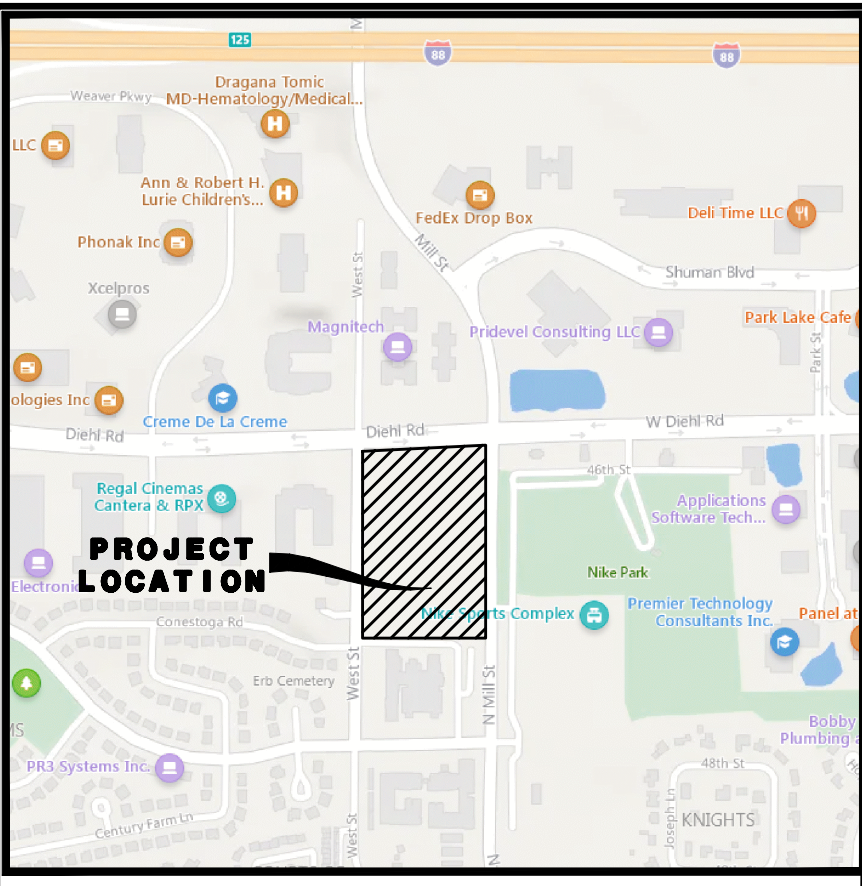 125
88
88
Weaver Pkwy
Dragana Tomic
MD-Hematology/Medical...
LLC
Ann & Robert H.
Lurie Children's...
FedEx Drop Box
Deli Time LLC
Phonak Inc
Mill St
West St
Shuman Blvd
Xcelpros
Magnitech
Pridevel Consulting LLC
Park Lake Cafe
Park St
ologies Inc
Creme De La Creme
Diehl Rd
Diehl Rd
W Diehl Rd
46th St
Regal Cinemas
Cantera & RPX
Applications
Software Tech...
PROJECT
LOCATION
Electronic
Nike Park
Nike Sports Complex
Premier Technology
Consultants Inc.
Panel at
Conestoga Rd
West St
Erb Cemetery
N Mill St
MS
Bobby
Plumbing a
PR3 Systems Inc.
48th St
Joseph Ln
KNIGHTS
Century Farm Ln
West St
N